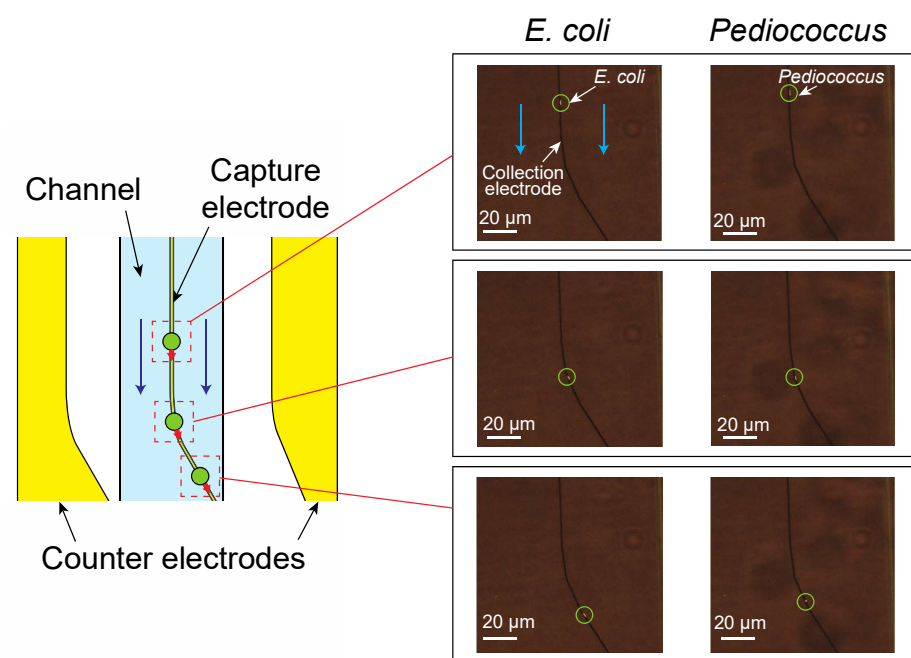 E. coli
Pediococcus
E. coli
Pediococcus
Collection
electrode
20 µm
20 µm
Channel
Capture
electrode
20 µm
20 µm
Counter electrodes
20 µm
20 µm